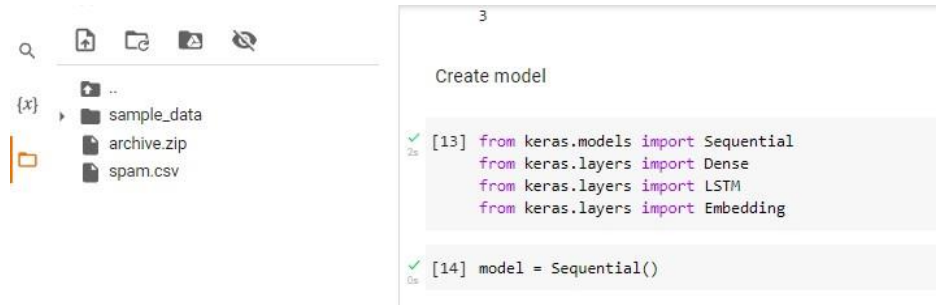 {x}
..
sample_data
archive.zip
spam.csv
3
Create model
[13] from keras.models import Sequential
2s
from keras.layers import Dense
from keras.layers import LSTM
from keras.layers import Embedding
[14] model = Sequential()
0s